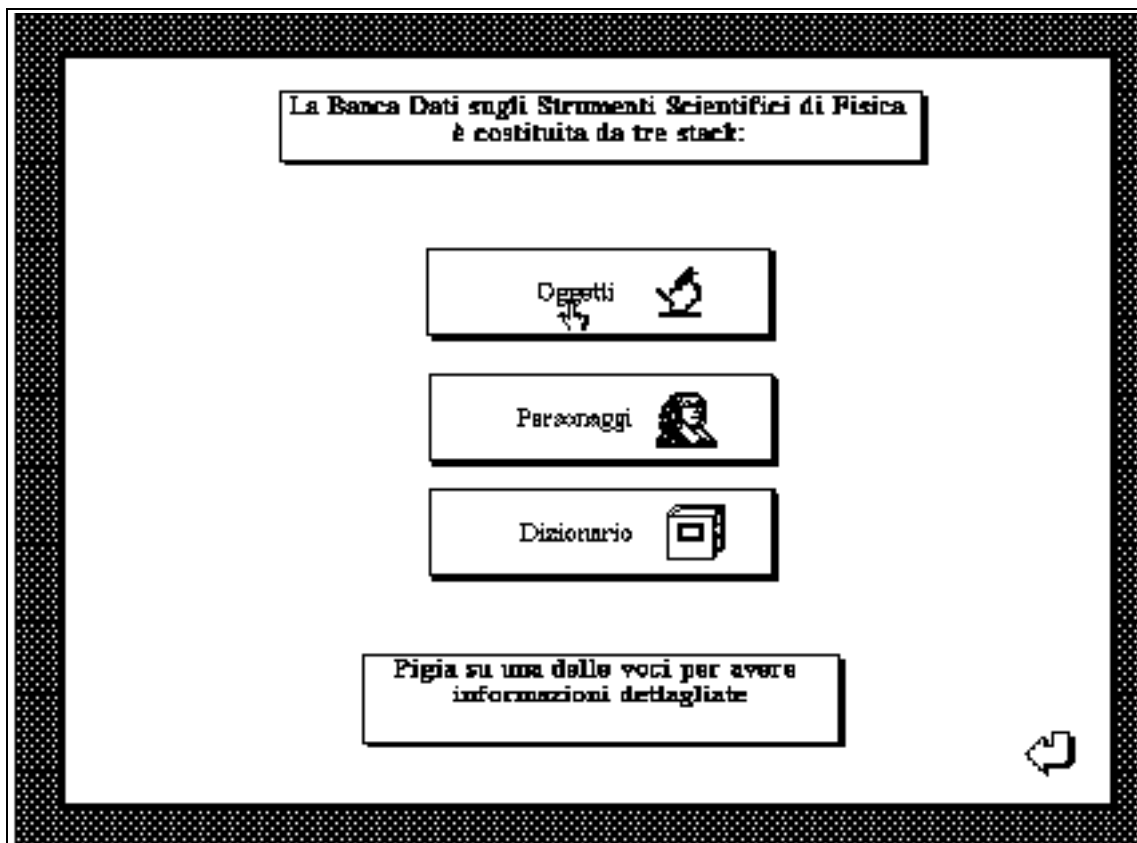 La Banca Dati sugli Strumenti Scientifici di Fisica
è costituita da tre stack:
Oggetti
Personaggi
Dizionario
Pigia su una delle voci per avere
informazioni dettagliate